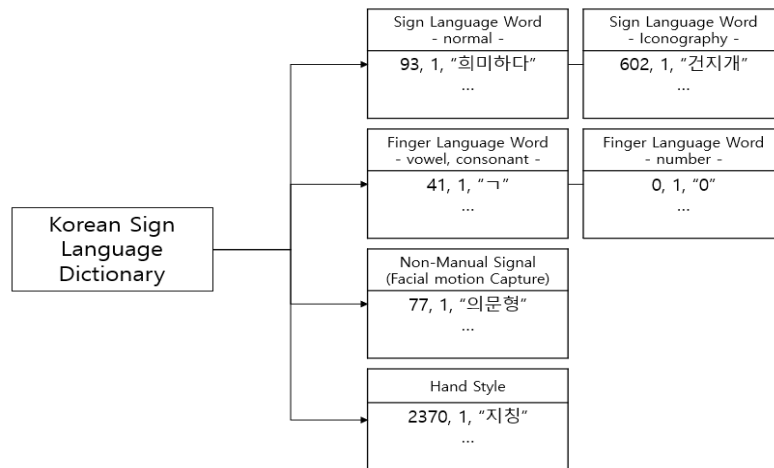 Sign Language Word
- normal -
93, 1, “희미하다”
...
Sign Language Word
- Iconography -
602, 1, “건지개”
...
Finger Language Word
- vowel, consonant -
41, 1, “ㄱ”
...
Finger Language Word
- number -
0, 1, “0”
...
Korean Sign
Language
Dictionary
Non-Manual Signal
(Facial motion Capture)
77, 1, “의문형”
...
Hand Style
2370, 1, “지칭”
...